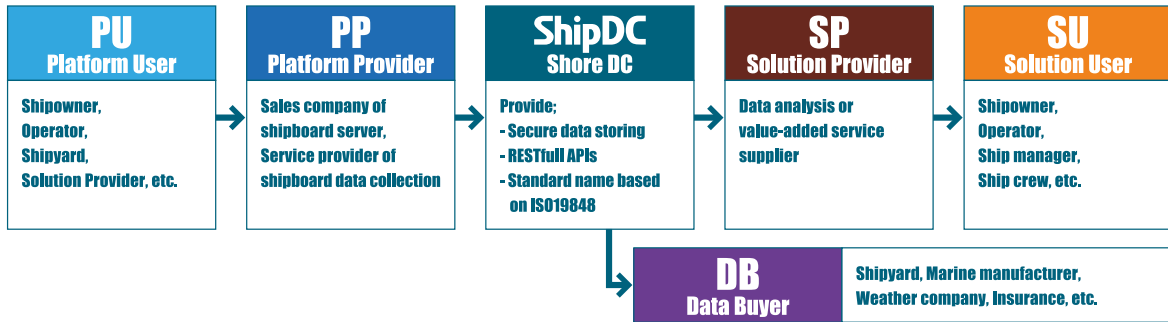 PU
Platform User
Shipowner,
Operator,
Shipyard,
Solution Provider, etc.
PP
Platform Provider
Sales company of
shipboard server,
Service provider of
shipboard data collection
ShipDC
Shore DC
Provide;
- Secure data storing
- RESTfull APIs
- Standard name based
on ISO19848
SP
Solution Provider
Data analysis or
value-added service
supplier
SU
Solution User
Shipowner,
Operator,
Ship manager,
Ship crew, etc.
DB
Data Buyer
Shipyard, Marine manufacturer,
Weather company, Insurance, etc.